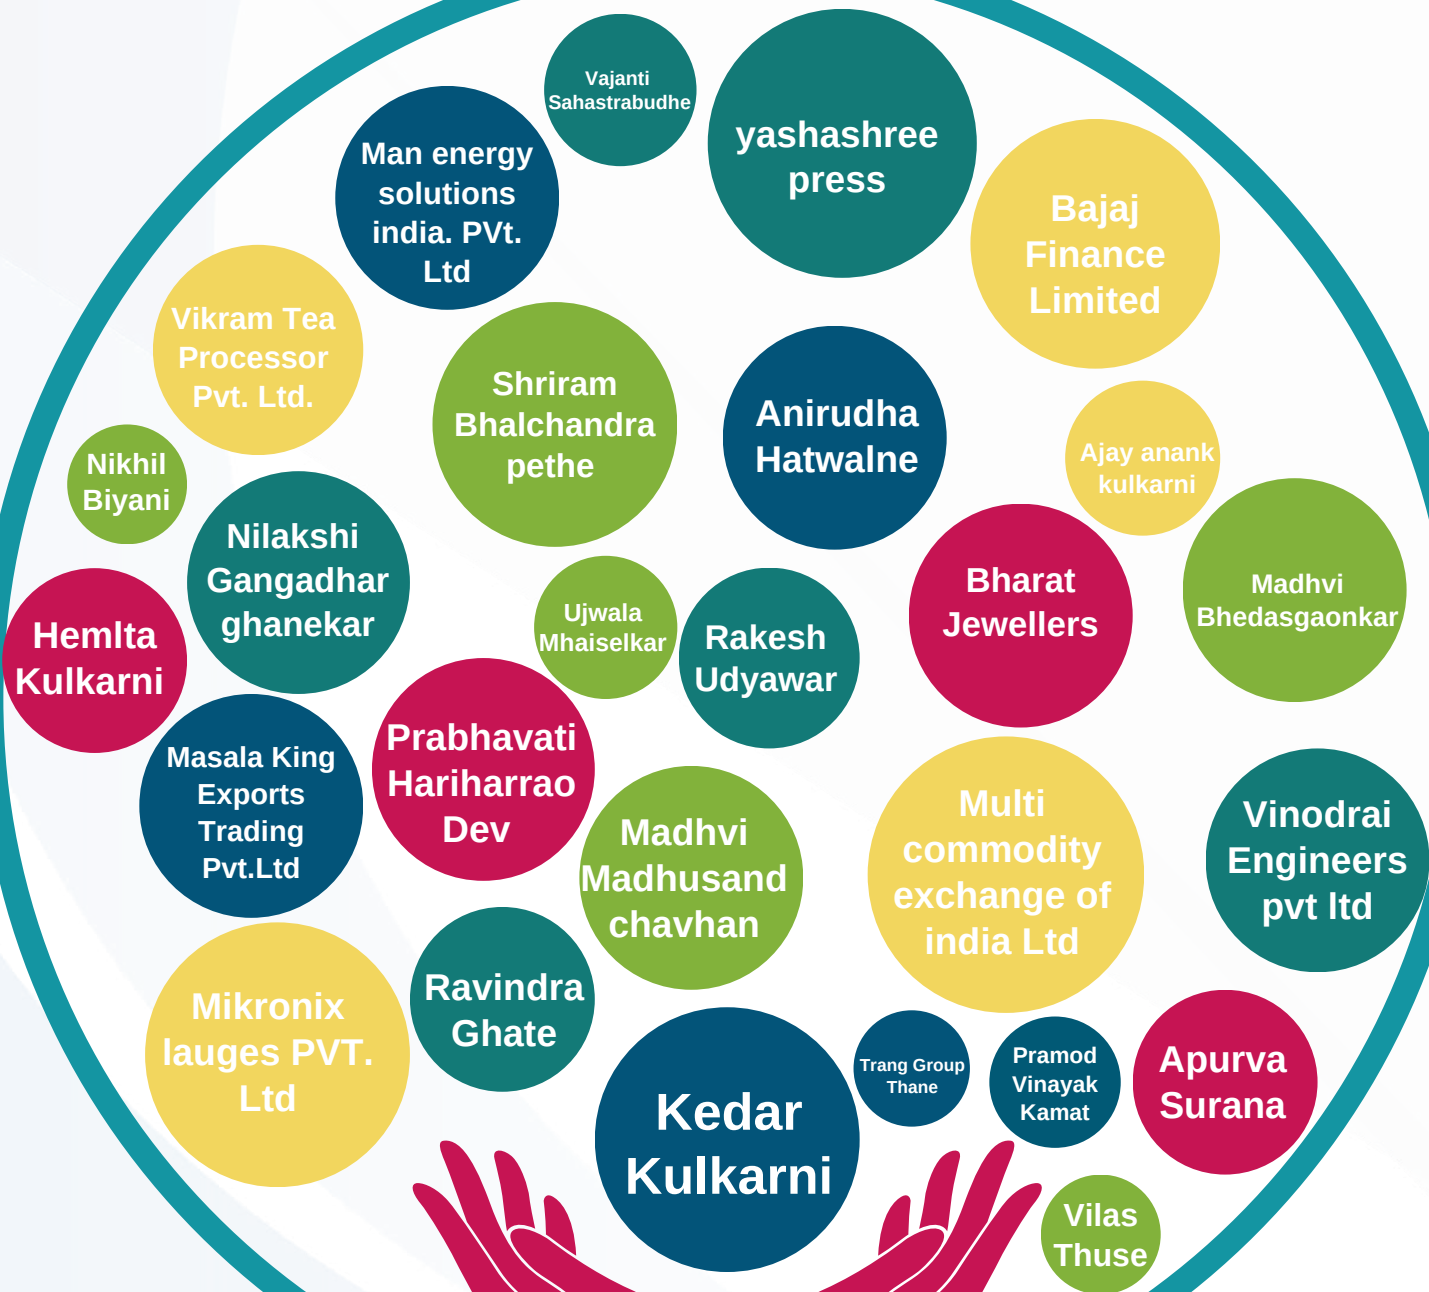 Vajanti
Sahastrabudhe
yashashree
press
Man energy
solutions
india. PVt.
Ltd
Bajaj
Finance
Limited
Vikram Tea
Processor
Pvt. Ltd.
Shriram
Bhalchandra
pethe
Anirudha
Hatwalne
Ajay anank
kulkarni
Nikhil
Biyani
Nilakshi
Gangadhar
ghanekar
Bharat
Jewellers
Madhvi
Bhedasgaonkar
Ujwala
Mhaiselkar
Rakesh
Udyawar
Hemlta
Kulkarni
Prabhavati
Hariharrao
Dev
Masala King
Exports
Trading
Pvt.Ltd
Madhvi
Madhusand
chavhan
Multi
commodity
exchange of
india Ltd
Vinodrai
Engineers
pvt ltd
Mikronix
lauges PVT.
Ltd
Ravindra
Ghate
Kedar
Kulkarni
Trang Group
Thane
Pramod
Vinayak
Kamat
Apurva
Surana
Vilas
Thuse